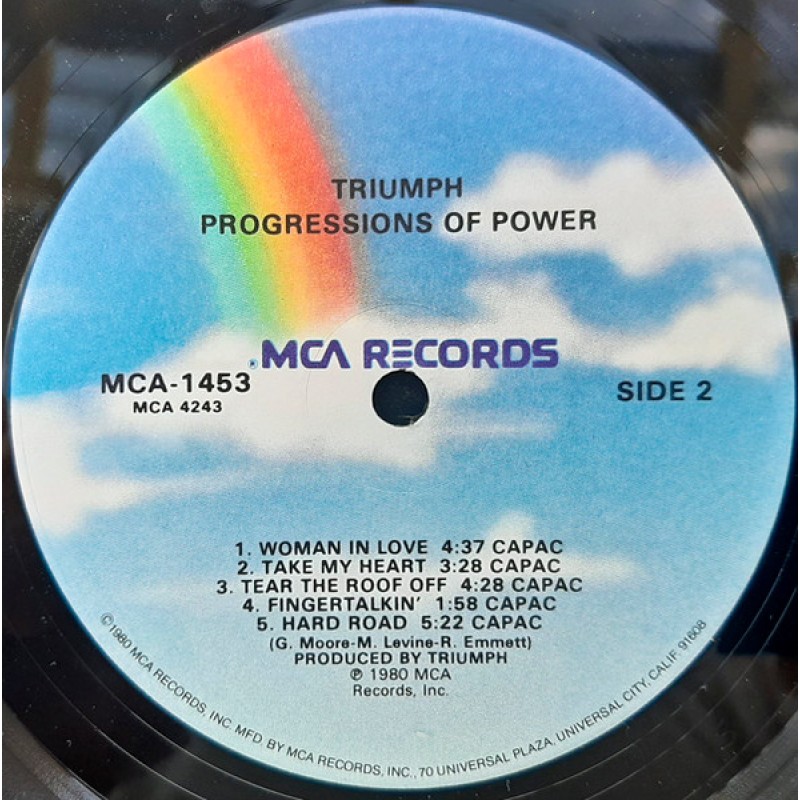 TRIUMPH
PROGRESSIONS OF POWER
MCA RECORDS
MCA-1453
MCA 4243
SIDE 2
1. WOMAN IN LOVE 4:37 CAPAC
2. TAKE MY HEART 3:28 CAPAC
3. TEAR THE ROOF OFF 4:28 CAPAC
4. FINGERTALKIN' 1:58 CAPAC
5. HARD ROAD 5:22 CAPAC
(G. Moore-M. Levine-R. Emmett)
PRODUCED BY TRIUMPH
℗ 1980 MCA
Records, Inc.
©1980 MCA RECORDS, INC. MFD. BY MCA RECORDS, INC., 70 UNIVERSAL PLAZA, UNIVERSAL CITY, CALIF. 91608